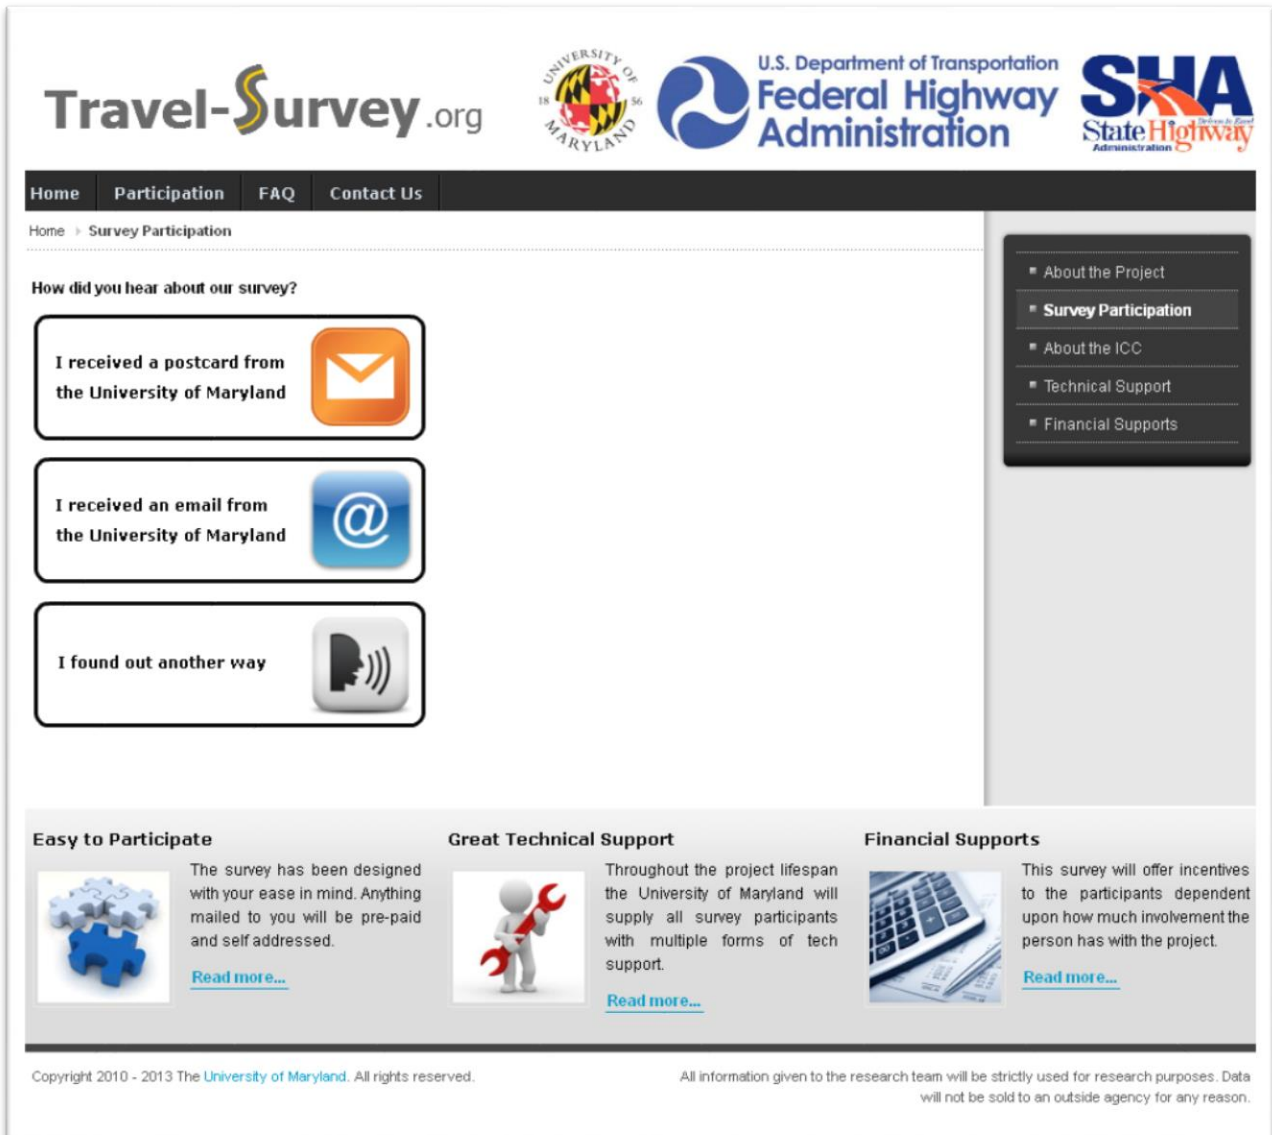 Travel-Survey.org
UNIVERSITY OF
18 56
MARYLAND
U.S. Department of Transportation
Federal Highway
Administration
SHA
State Highway
Administration
Home Participation FAQ Contact Us
Home Survey Participation
How did you hear about our survey?
I received a postcard from
the University of Maryland
I received an email from
the University of Maryland
@
I found out another way
About the Project
Survey Participation
About the ICC
Technical Support
Financial Supports
Easy to Participate
The survey has been designed
with your ease in mind. Anything
mailed to you will be pre-paid
and self addressed.
Read more...
Great Technical Support
Throughout the project lifespan
the University of Maryland will
supply all survey participants
with multiple forms of tech
support.
Read more...
Financial Supports
This survey will offer incentives
to the participants dependent
upon how much involvement the
person has with the project.
Read more...
Copyright 2010 - 2013 The University of Maryland. All rights reserved.
All information given to the research team will be strictly used for research purposes. Data
will not be sold to an outside agency for any reason.